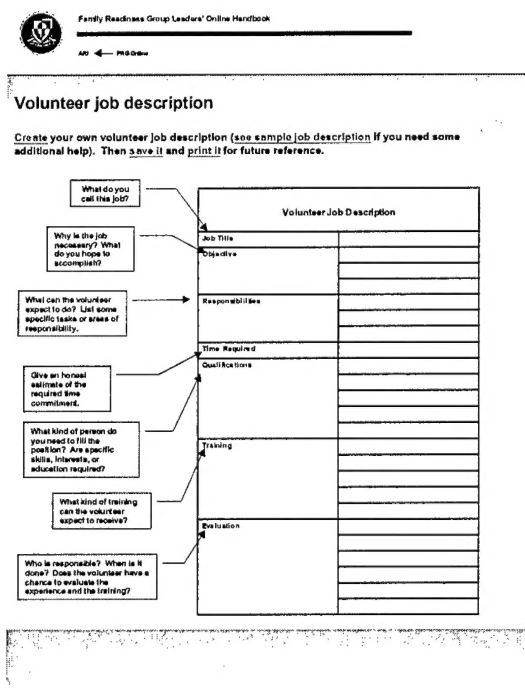 Family Readiness Group Leaders' Online Handbook
ARI FRG Online
Volunteer job description
Create your own volunteer job description (see sample job description if you need some
additional help). Then save it and print it for future reference.
What do you
call this job?
Volunteer Job Description
Job Title
Why is the job
necessary? What
do you hope to
accomplish?
Objective
What can the volunteer
expect to do? List some
specific tasks or areas of
responsibility.
Responsibilities
Time Required
Give an honest
estimate of the
required time
commitment.
Qualifications
What kind of person do
you need to fill the
position? Are specific
skills, interests, or
education required?
Training
What kind of training
can the volunteer
expect to receive?
Evaluation
Who is responsible? When is it
done? Does the volunteer have a
chance to evaluate the
experience and the training?